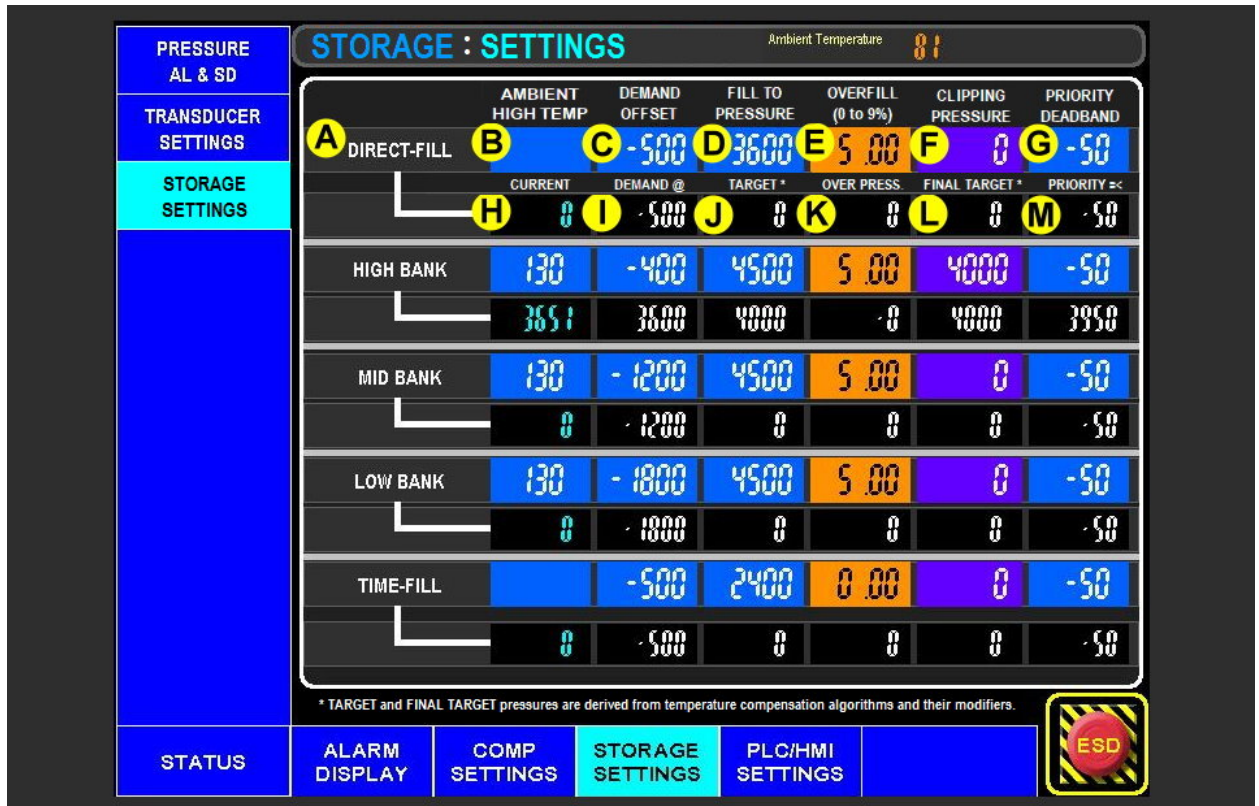 PRESSURE
AL & SD
TRANSDUCER
SETTINGS
STORAGE
SETTINGS
STORAGE : SETTINGS Ambient Temperature 81
AMBIENT HIGH TEMP DEMAND OFFSET FILL TO PRESSURE OVERFILL (0 to 9%) CLIPPING PRESSURE PRIORITY DEADBAND
A DIRECT-FILL B C -500 D 3600 E 5.00 F 0 G -50
CURRENT DEMAND @ TARGET * OVER PRESS. FINAL TARGET * PRIORITY =<
H 0 I -500 J 0 K 0 L 0 M -50
HIGH BANK 130 -400 4500 5.00 4000 -50
3651 3600 4000 -0 4000 3950
MID BANK 130 -1200 4500 5.00 0 -50
0 -1200 0 0 0 -50
LOW BANK 130 -1800 4500 5.00 0 -50
0 -1800 0 0 0 -50
TIME-FILL -500 2400 0.00 0 -50
0 -500 0 0 0 -50
* TARGET and FINAL TARGET pressures are derived from temperature compensation algorithms and their modifiers.
STATUS
ALARM
DISPLAY
COMP
SETTINGS
STORAGE
SETTINGS
PLC/HMI
SETTINGS
ESD